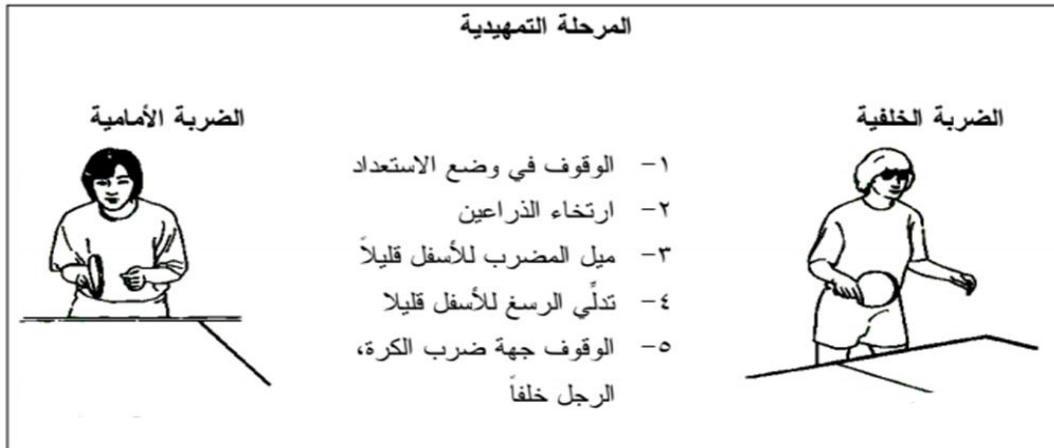 المرحلة التمهيدية
الضربة الخلفية
الضربة الأمامية
١- الوقوف في وضع الاستعداد
٢- ارتخاء الذراعين
٣- ميل المضرب للأسفل قليلاً
٤- تدلِّي الرسغ للأسفل قليلا
٥- الوقوف جهة ضرب الكرة،
الرجل خلفاً